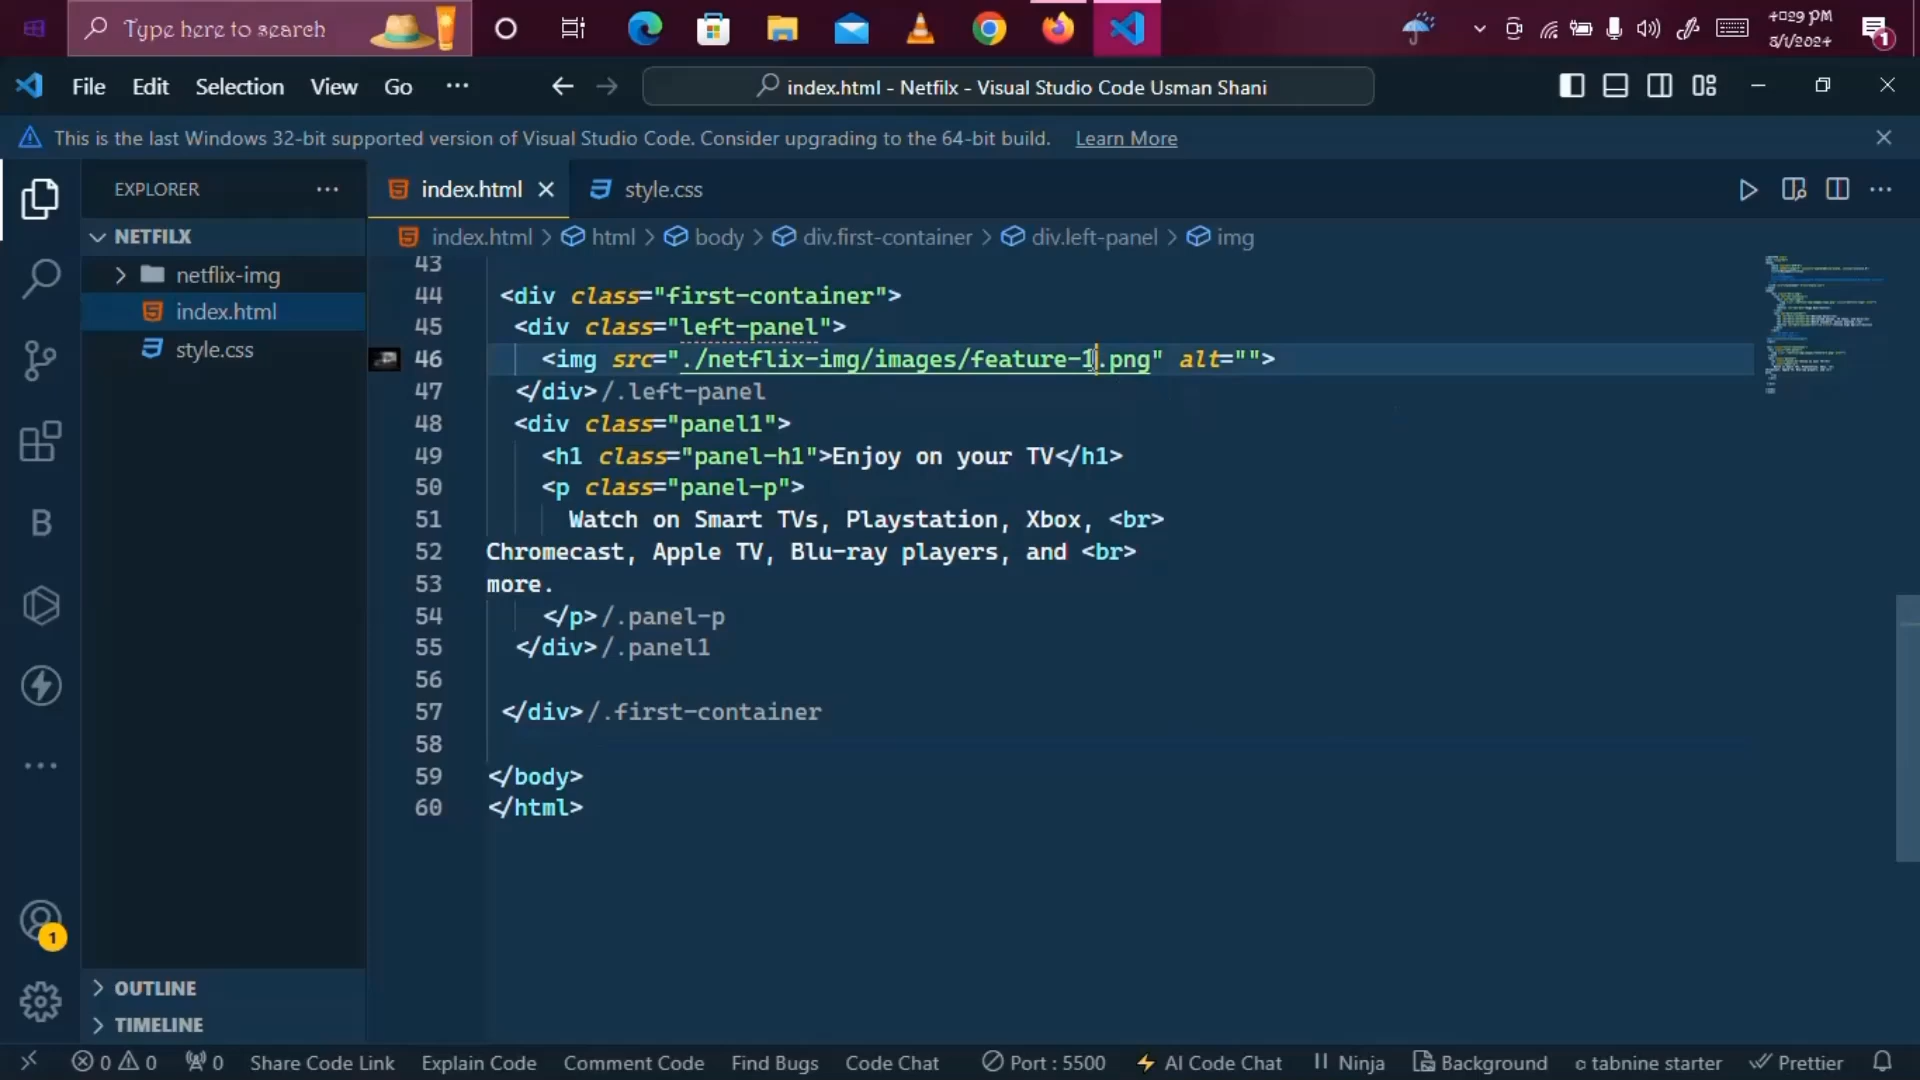 Type here to search
4:29 PM
3/1/2024
1
File Edit Selection View Go ···
index.html - Netfilx - Visual Studio Code Usman Shani
This is the last Windows 32-bit supported version of Visual Studio Code. Consider upgrading to the 64-bit build. Learn More
EXPLORER
index.html
style.css
NETFILX
index.html > html > body > div.first-container > div.left-panel > img
netflix-img
index.html
style.css
43
44 <div class="first-container">
45 <div class="left-panel">
46 <img src="./netflix-img/images/feature-1.png" alt="">
47 </div>/.left-panel
48 <div class="panel1">
49 <h1 class="panel-h1">Enjoy on your TV</h1>
50 <p class="panel-p">
51 Watch on Smart TVs, Playstation, Xbox, <br>
52 Chromecast, Apple TV, Blu-ray players, and <br>
53 more.
54 </p>/.panel-p
55 </div>/.panel1
56
57 </div>/.first-container
58
59 </body>
60 </html>
B
1
OUTLINE
TIMELINE
0 0 0 Share Code Link Explain Code Comment Code Find Bugs Code Chat Port : 5500 AI Code Chat Ninja Background tabnine starter Prettier